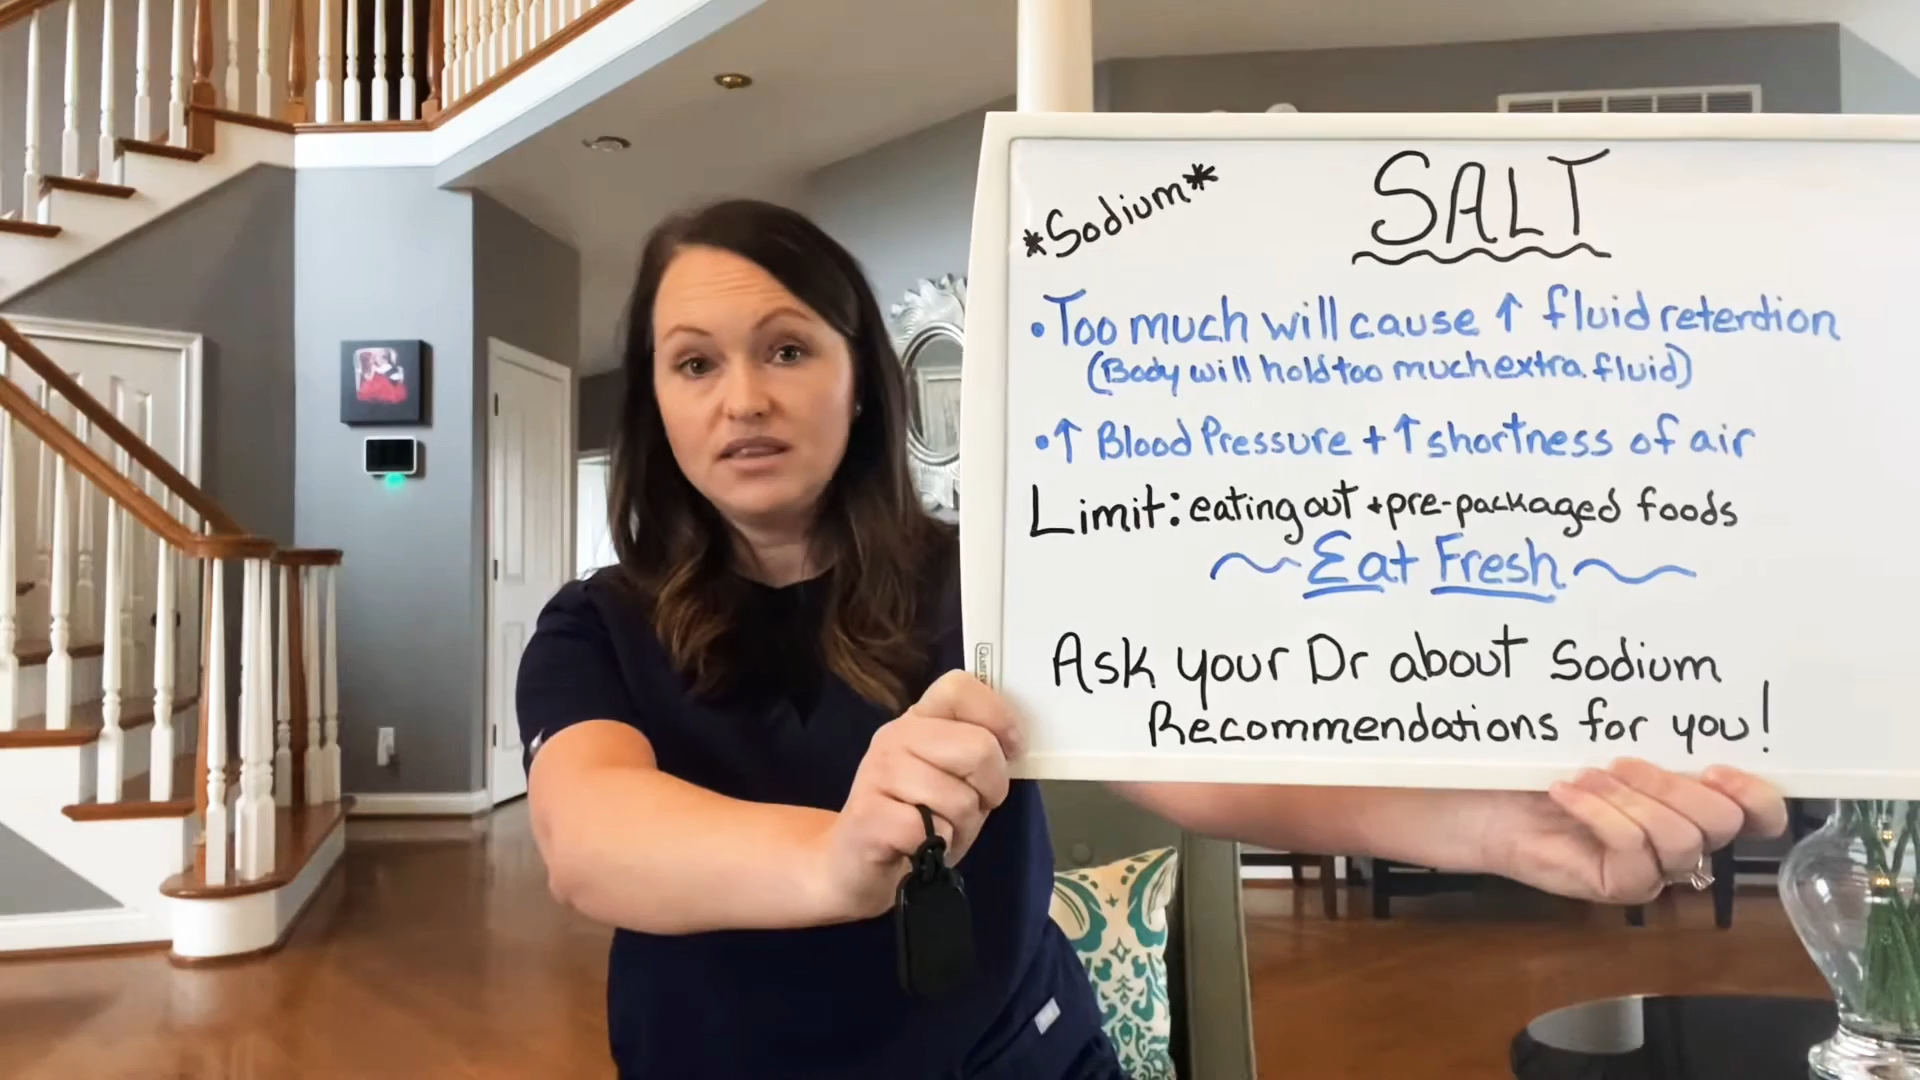 *Sodium*
SALT
• Too much will cause ↑ fluid retention
(Body will hold too much extra fluid)
• ↑ Blood Pressure + ↑ shortness of air
Limit: eating out + pre-packaged foods
~ Eat Fresh ~
Ask your Dr about Sodium
Recommendations for you!